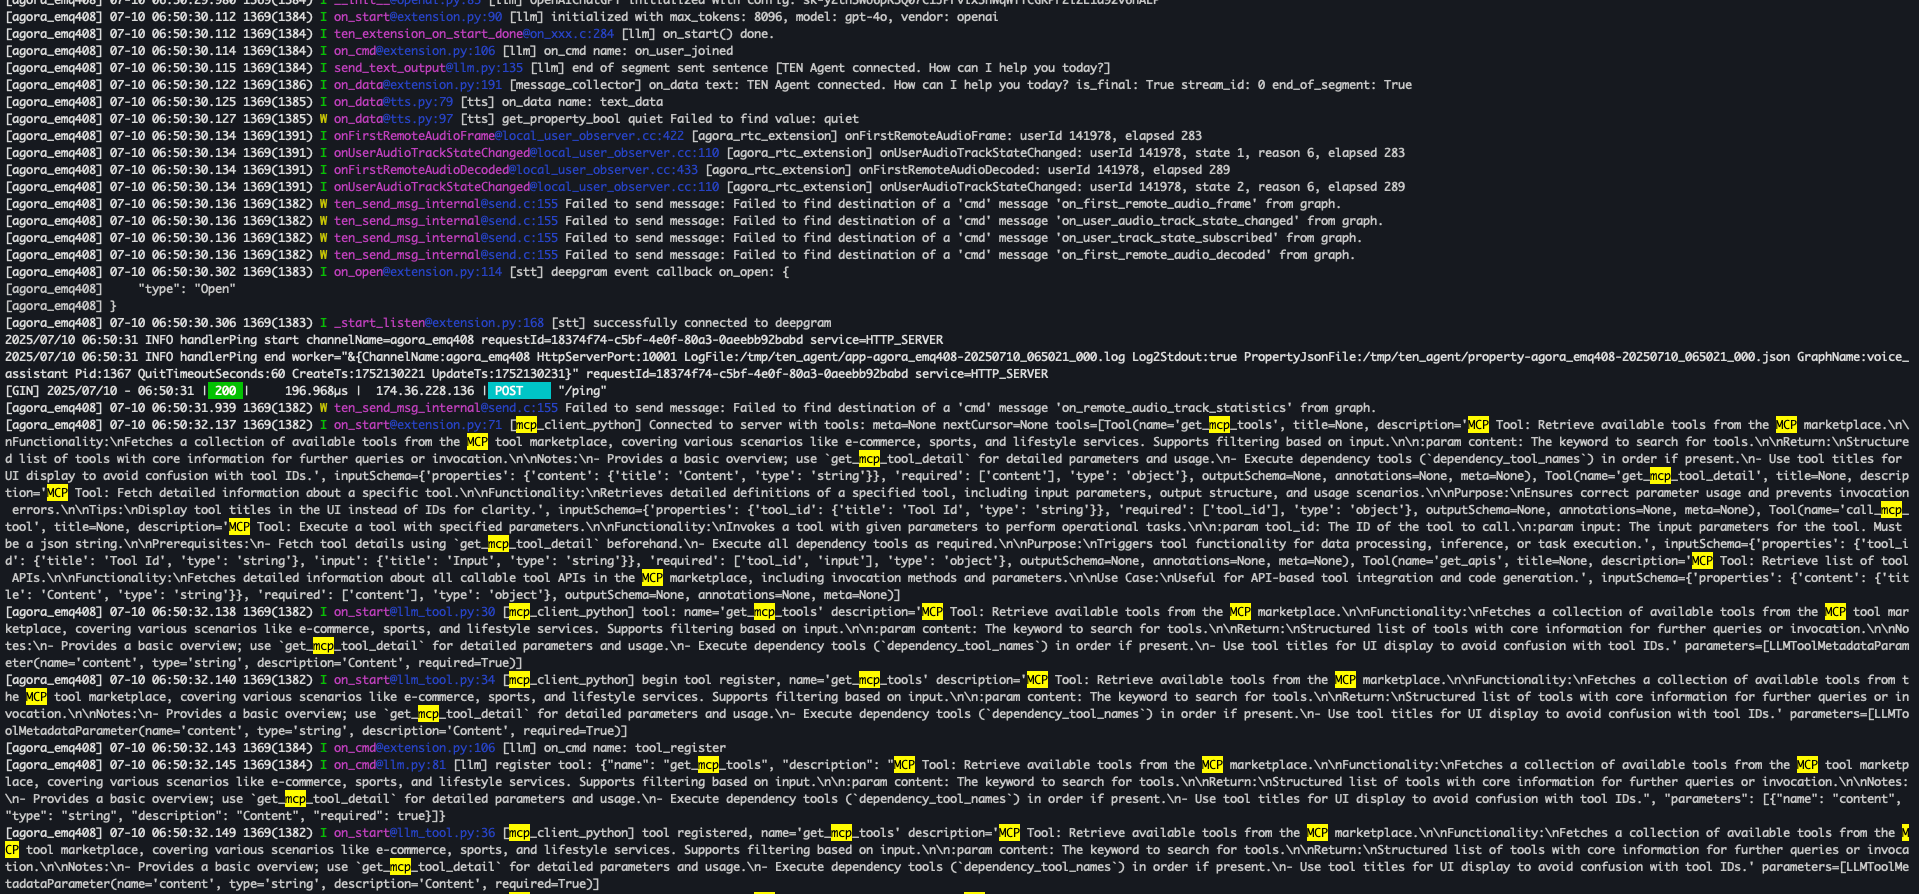 [agora_emq408] 07-10 06:50:30.112 1369(1384) I on_start@extension.py:90 [llm] initialized with max_tokens: 8096, model: gpt-4o, vendor: openai
[agora_emq408] 07-10 06:50:30.112 1369(1384) I ten_extension_on_start_done@on_xxx.c:284 [llm] on_start() done.
[agora_emq408] 07-10 06:50:30.114 1369(1384) I on_cmd@extension.py:106 [llm] on_cmd name: on_user_joined
[agora_emq408] 07-10 06:50:30.115 1369(1384) I send_text_output@llm.py:135 [llm] end of segment sent sentence [TEN Agent connected. How can I help you today?]
[agora_emq408] 07-10 06:50:30.122 1369(1386) I on_data@extension.py:191 [message_collector] on_data text: TEN Agent connected. How can I help you today? is_final: True stream_id: 0 end_of_segment: True
[agora_emq408] 07-10 06:50:30.125 1369(1385) I on_data@tts.py:79 [tts] on_data name: text_data
[agora_emq408] 07-10 06:50:30.127 1369(1385) W on_data@tts.py:97 [tts] get_property_bool quiet Failed to find value: quiet
[agora_emq408] 07-10 06:50:30.134 1369(1391) I onFirstRemoteAudioFrame@local_user_observer.cc:422 [agora_rtc_extension] onFirstRemoteAudioFrame: userId 141978, elapsed 283
[agora_emq408] 07-10 06:50:30.134 1369(1391) I onUserAudioTrackStateChanged@local_user_observer.cc:110 [agora_rtc_extension] onUserAudioTrackStateChanged: userId 141978, state 1, reason 6, elapsed 283
[agora_emq408] 07-10 06:50:30.134 1369(1391) I onFirstRemoteAudioDecoded@local_user_observer.cc:433 [agora_rtc_extension] onFirstRemoteAudioDecoded: userId 141978, elapsed 289
[agora_emq408] 07-10 06:50:30.134 1369(1391) I onUserAudioTrackStateChanged@local_user_observer.cc:110 [agora_rtc_extension] onUserAudioTrackStateChanged: userId 141978, state 2, reason 6, elapsed 289
[agora_emq408] 07-10 06:50:30.136 1369(1382) W ten_send_msg_internal@send.c:155 Failed to send message: Failed to find destination of a 'cmd' message 'on_first_remote_audio_frame' from graph.
[agora_emq408] 07-10 06:50:30.136 1369(1382) W ten_send_msg_internal@send.c:155 Failed to send message: Failed to find destination of a 'cmd' message 'on_user_audio_track_state_changed' from graph.
[agora_emq408] 07-10 06:50:30.136 1369(1382) W ten_send_msg_internal@send.c:155 Failed to send message: Failed to find destination of a 'cmd' message 'on_user_track_state_subscribed' from graph.
[agora_emq408] 07-10 06:50:30.136 1369(1382) W ten_send_msg_internal@send.c:155 Failed to send message: Failed to find destination of a 'cmd' message 'on_first_remote_audio_decoded' from graph.
[agora_emq408] 07-10 06:50:30.302 1369(1383) I on_open@extension.py:114 [stt] deepgram event callback on_open: {
[agora_emq408]     "type": "Open"
[agora_emq408] }
[agora_emq408] 07-10 06:50:30.306 1369(1383) I _start_listen@extension.py:168 [stt] successfully connected to deepgram
2025/07/10 06:50:31 INFO handlerPing start channelName=agora_emq408 requestId=18374f74-c5bf-4e0f-80a3-0aeebb92babd service=HTTP_SERVER
2025/07/10 06:50:31 INFO handlerPing end worker="&{ChannelName:agora_emq408 HttpServerPort:10001 LogFile:/tmp/ten_agent/app-agora_emq408-20250710_065021_000.log Log2Stdout:true PropertyJsonFile:/tmp/ten_agent/property-agora_emq408-20250710_065021_000.json GraphName:voice_
assistant Pid:1367 QuitTimeoutSeconds:60 CreateTs:1752130221 UpdateTs:1752130231}" requestId=18374f74-c5bf-4e0f-80a3-0aeebb92babd service=HTTP_SERVER
[GIN] 2025/07/10 - 06:50:31 | 200 |     196.968µs |  174.36.228.136 | POST     "/ping"
[agora_emq408] 07-10 06:50:31.939 1369(1382) W ten_send_msg_internal@send.c:155 Failed to send message: Failed to find destination of a 'cmd' message 'on_remote_audio_track_statistics' from graph.
[agora_emq408] 07-10 06:50:32.137 1369(1382) I on_start@extension.py:71 [mcp_client_python] Connected to server with tools: meta=None nextCursor=None tools=[Tool(name='get_mcp_tools', title=None, description='MCP Tool: Retrieve available tools from the MCP marketplace.\n\
nFunctionality:\nFetches a collection of available tools from the MCP tool marketplace, covering various scenarios like e-commerce, sports, and lifestyle services. Supports filtering based on input.\n\n:param content: The keyword to search for tools.\n\nReturn:\nStructure
d list of tools with core information for further queries or invocation.\n\nNotes:\n- Provides a basic overview; use `get_mcp_tool_detail` for detailed parameters and usage.\n- Execute dependency tools (`dependency_tool_names`) in order if present.\n- Use tool titles for
UI display to avoid confusion with tool IDs.', inputSchema={'properties': {'content': {'title': 'Content', 'type': 'string'}}, 'required': ['content'], 'type': 'object'}, outputSchema=None, annotations=None, meta=None), Tool(name='get_mcp_tool_detail', title=None, descrip
tion='MCP Tool: Fetch detailed information about a specific tool.\n\nFunctionality:\nRetrieves detailed definitions of a specified tool, including input parameters, output structure, and usage scenarios.\n\nPurpose:\nEnsures correct parameter usage and prevents invocation
 errors.\n\nTips:\nDisplay tool titles in the UI instead of IDs for clarity.', inputSchema={'properties': {'tool_id': {'title': 'Tool Id', 'type': 'string'}}, 'required': ['tool_id'], 'type': 'object'}, outputSchema=None, annotations=None, meta=None), Tool(name='call_mcp_
tool', title=None, description='MCP Tool: Execute a tool with specified parameters.\n\nFunctionality:\nInvokes a tool with given parameters to perform operational tasks.\n\n:param tool_id: The ID of the tool to call.\n:param input: The input parameters for the tool. Must
be a json string.\n\nPrerequisites:\n- Fetch tool details using `get_mcp_tool_detail` beforehand.\n- Execute all dependency tools as required.\n\nPurpose:\nTriggers tool functionality for data processing, inference, or task execution.', inputSchema={'properties': {'tool_i
d': {'title': 'Tool Id', 'type': 'string'}, 'input': {'title': 'Input', 'type': 'string'}}, 'required': ['tool_id', 'input'], 'type': 'object'}, outputSchema=None, annotations=None, meta=None), Tool(name='get_apis', title=None, description='MCP Tool: Retrieve list of tool
 APIs.\n\nFunctionality:\nFetches detailed information about all callable tool APIs in the MCP marketplace, including invocation methods and parameters.\n\nUse Case:\nUseful for API-based tool integration and code generation.', inputSchema={'properties': {'content': {'tit
le': 'Content', 'type': 'string'}}, 'required': ['content'], 'type': 'object'}, outputSchema=None, annotations=None, meta=None)]
[agora_emq408] 07-10 06:50:32.138 1369(1382) I on_start@llm_tool.py:30 [mcp_client_python] tool: name='get_mcp_tools' description='MCP Tool: Retrieve available tools from the MCP marketplace.\n\nFunctionality:\nFetches a collection of available tools from the MCP tool mar
ketplace, covering various scenarios like e-commerce, sports, and lifestyle services. Supports filtering based on input.\n\n:param content: The keyword to search for tools.\n\nReturn:\nStructured list of tools with core information for further queries or invocation.\n\nNo
tes:\n- Provides a basic overview; use `get_mcp_tool_detail` for detailed parameters and usage.\n- Execute dependency tools (`dependency_tool_names`) in order if present.\n- Use tool titles for UI display to avoid confusion with tool IDs.' parameters=[LLMToolMetadataParam
eter(name='content', type='string', description='Content', required=True)]
[agora_emq408] 07-10 06:50:32.140 1369(1382) I on_start@llm_tool.py:34 [mcp_client_python] begin tool register, name='get_mcp_tools' description='MCP Tool: Retrieve available tools from the MCP marketplace.\n\nFunctionality:\nFetches a collection of available tools from t
he MCP tool marketplace, covering various scenarios like e-commerce, sports, and lifestyle services. Supports filtering based on input.\n\n:param content: The keyword to search for tools.\n\nReturn:\nStructured list of tools with core information for further queries or in
vocation.\n\nNotes:\n- Provides a basic overview; use `get_mcp_tool_detail` for detailed parameters and usage.\n- Execute dependency tools (`dependency_tool_names`) in order if present.\n- Use tool titles for UI display to avoid confusion with tool IDs.' parameters=[LLMTo
olMetadataParameter(name='content', type='string', description='Content', required=True)]
[agora_emq408] 07-10 06:50:32.143 1369(1384) I on_cmd@extension.py:106 [llm] on_cmd name: tool_register
[agora_emq408] 07-10 06:50:32.145 1369(1384) I on_cmd@llm.py:81 [llm] register tool: {"name": "get_mcp_tools", "description": "MCP Tool: Retrieve available tools from the MCP marketplace.\n\nFunctionality:\nFetches a collection of available tools from the MCP tool marketp
lace, covering various scenarios like e-commerce, sports, and lifestyle services. Supports filtering based on input.\n\n:param content: The keyword to search for tools.\n\nReturn:\nStructured list of tools with core information for further queries or invocation.\n\nNotes:
\n- Provides a basic overview; use `get_mcp_tool_detail` for detailed parameters and usage.\n- Execute dependency tools (`dependency_tool_names`) in order if present.\n- Use tool titles for UI display to avoid confusion with tool IDs.", "parameters": [{"name": "content",
"type": "string", "description": "Content", "required": true}]}
[agora_emq408] 07-10 06:50:32.149 1369(1382) I on_start@llm_tool.py:36 [mcp_client_python] tool registered, name='get_mcp_tools' description='MCP Tool: Retrieve available tools from the MCP marketplace.\n\nFunctionality:\nFetches a collection of available tools from the M
CP tool marketplace, covering various scenarios like e-commerce, sports, and lifestyle services. Supports filtering based on input.\n\n:param content: The keyword to search for tools.\n\nReturn:\nStructured list of tools with core information for further queries or invoca
tion.\n\nNotes:\n- Provides a basic overview; use `get_mcp_tool_detail` for detailed parameters and usage.\n- Execute dependency tools (`dependency_tool_names`) in order if present.\n- Use tool titles for UI display to avoid confusion with tool IDs.' parameters=[LLMToolMe
tadataParameter(name='content', type='string', description='Content', required=True)]